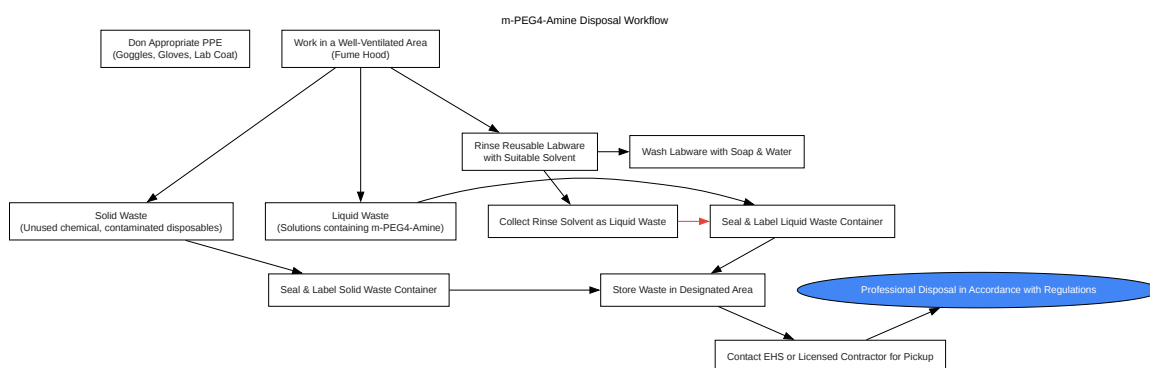 m-PEG4-Amine Disposal Workflow
Don Appropriate PPE
(Goggles, Gloves, Lab Coat)
Work in a Well-Ventilated Area
(Fume Hood)
Rinse Reusable Labware
with Suitable Solvent
Wash Labware with Soap & Water
Solid Waste
(Unused chemical, contaminated disposables)
Liquid Waste
(Solutions containing m-PEG4-Amine)
Collect Rinse Solvent as Liquid Waste
Seal & Label Liquid Waste Container
Seal & Label Solid Waste Container
Store Waste in Designated Area
Professional Disposal in Accordance with Regulations
Contact EHS or Licensed Contractor for Pickup